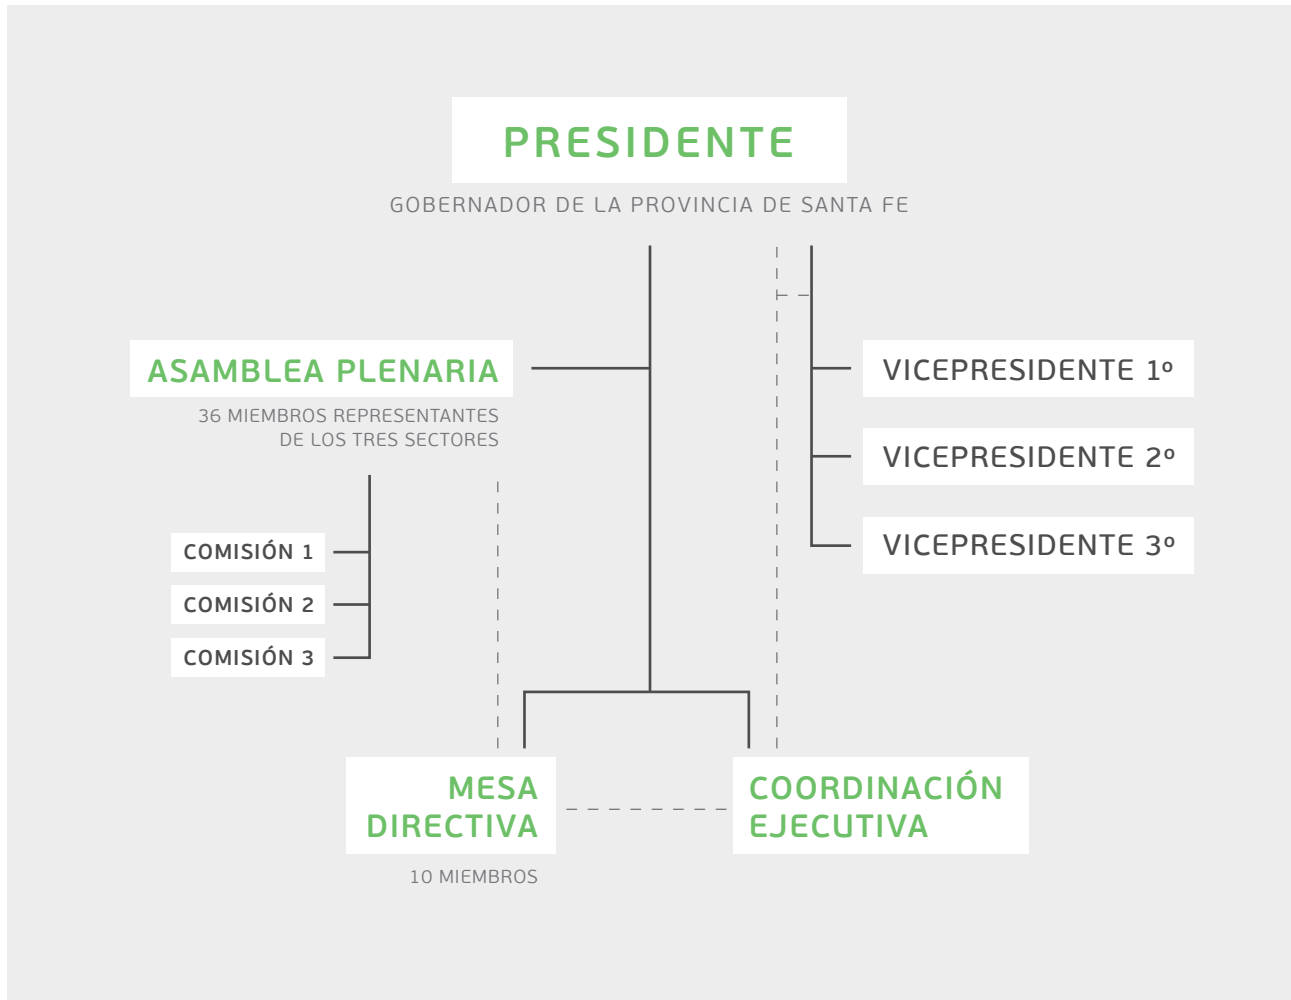 PRESIDENTE
GOBERNADOR DE LA PROVINCIA DE SANTA FE
ASAMBLEA PLENARIA
36 MIEMBROS REPRESENTANTES
DE LOS TRES SECTORES
COMISIÓN 1
COMISIÓN 2
COMISIÓN 3
VICEPRESIDENTE 1º
VICEPRESIDENTE 2º
VICEPRESIDENTE 3º
MESA
DIRECTIVA
10 MIEMBROS
COORDINACIÓN
EJECUTIVA